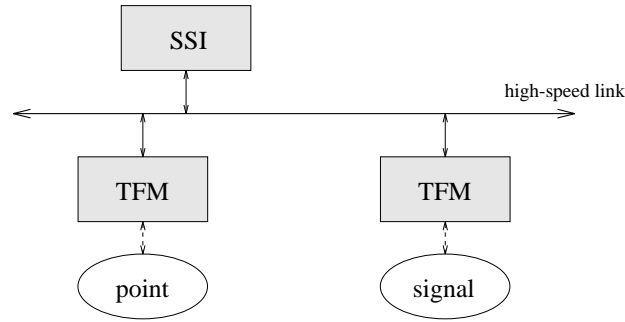 SSI
high-speed link
TFM
TFM
point
signal